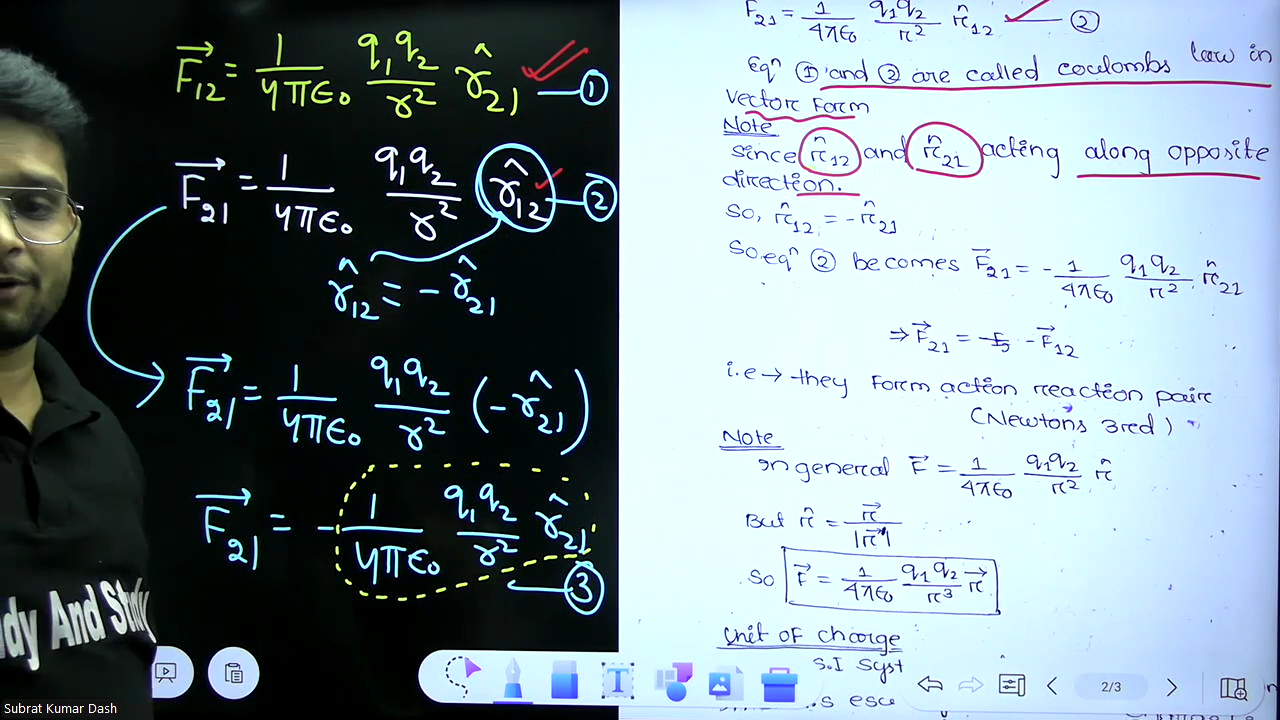 F⃗12 = 1/4πε0 q1q2/r² r̂21 — ①
F⃗21 = 1/4πε0 q1q2/r² r̂12 — ②
r̂12 = - r̂21
F⃗21 = 1/4πε0 q1q2/r² (- r̂21)
F⃗21 = - 1/4πε0 q1q2/r² r̂21 — ③
dy And Study
Subrat Kumar Dash
F21 = 1/4πε0 q1q2/r² r̂12 — ②
Eqn ① and ② are called coulombs law in
vector form
Note
Since r̂12 and r̂21 acting along opposite
direction.
So, r̂12 = - r̂21
So eqn ② becomes F⃗21 = - 1/4πε0 q1q2/r² r̂21
⇒ F⃗21 = - F⃗12
i.e → they form action reaction pair
(Newtons 3rd)
Note
In general F⃗ = 1/4πε0 q1q2/r² r̂
But r̂ = r⃗/|r⃗|
So F⃗ = 1/4πε0 q1q2/r³ r⃗
Unit of charge
S.I syst
esc
T
2/3